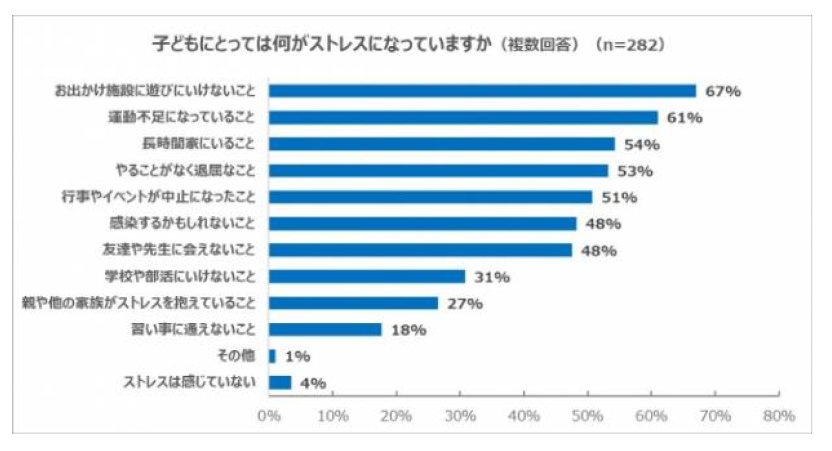 子どもにとっては何がストレスになっていますか（複数回答）（n=282）
お出かけ施設に遊びにいけないこと 67%
運動不足になっていること 61%
長時間家にいること 54%
やることがなく退屈なこと 53%
行事やイベントが中止になったこと 51%
感染するかもしれないこと 48%
友達や先生に会えないこと 48%
学校や部活にいけないこと 31%
親や他の家族がストレスを抱えていること 27%
習い事に通えないこと 18%
その他 1%
ストレスは感じていない 4%
0% 10% 20% 30% 40% 50% 60% 70% 80%